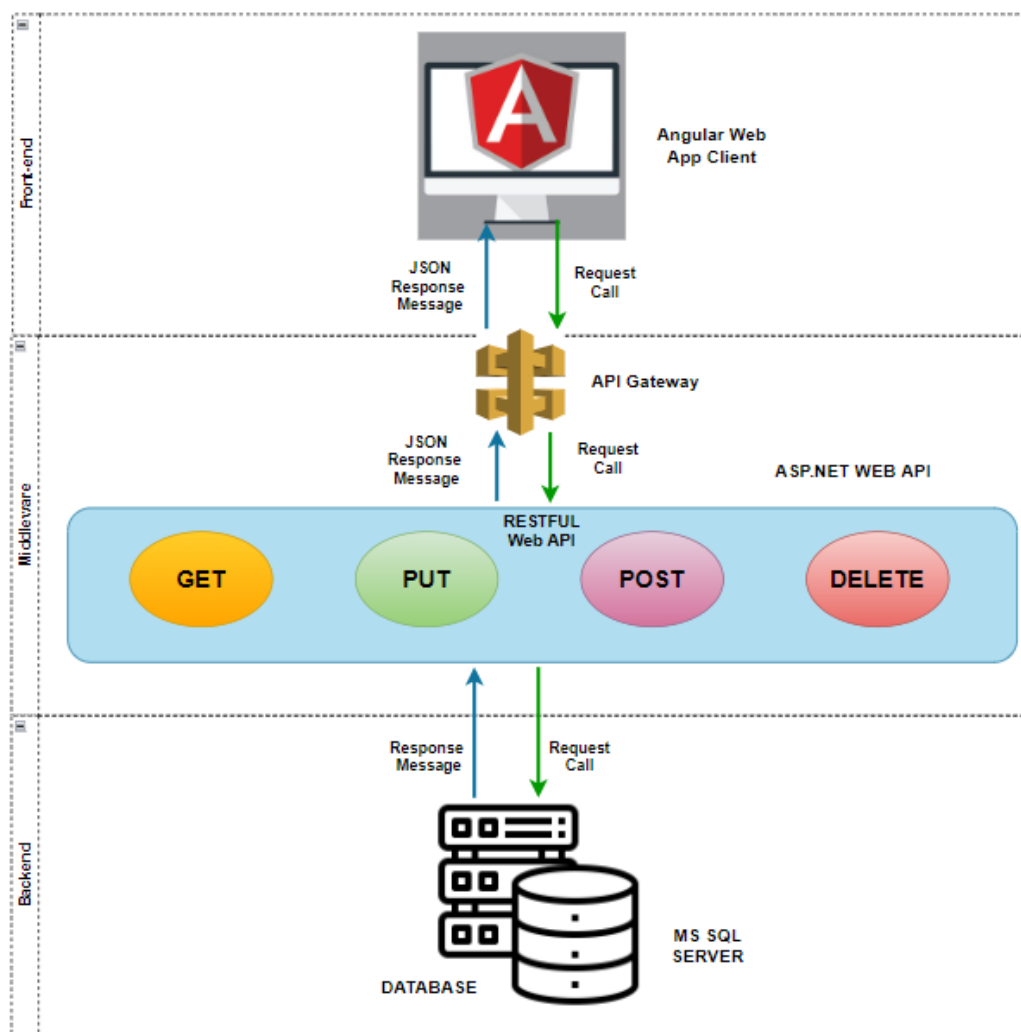 Front-end
A
Angular Web
App Client
JSON
Response
Message
Request
Call
Middleware
API Gateway
JSON
Response
Message
Request
Call
ASP.NET WEB API
RESTFUL
Web API
GET
PUT
POST
DELETE
Backend
Response
Message
Request
Call
MS SQL
SERVER
DATABASE